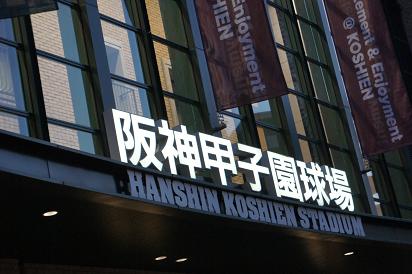 & Enjoyment
@ KOSHIEN
阪神甲子園球場
HANSHIN KOSHIEN STADIUM